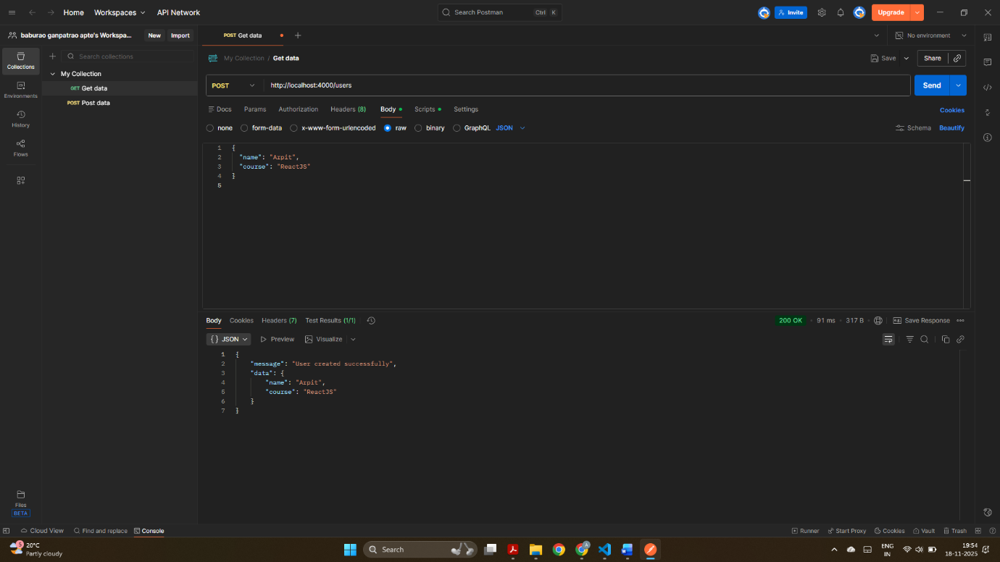 Home Workspaces API Network Search Postman Ctrl K Invite Upgrade
baburao ganpatrao apte's Workspa... New Import POST Get data No environment
Collections Search collections My Collection / Get data Save Share
My Collection
GET Get data POST http://localhost:4000/users Send
Environments POST Post data
Docs Params Authorization Headers (8) Body Scripts Settings Cookies
History none form-data x-www-form-urlencoded raw binary GraphQL JSON Schema Beautify
Flows
1 {
2 "name": "Arpit",
3 "course": "ReactJS"
4 }
5
Body Cookies Headers (7) Test Results (1/1) 200 OK • 91 ms • 317 B • Save Response
{ } JSON Preview Visualize
1 {
2 "message": "User created successfully",
3 "data": {
4 "name": "Arpit",
5 "course": "ReactJS"
6 }
7 }
Files
BETA
Cloud View Find and replace Console Runner Start Proxy Cookies Vault Trash
5 20°C
Partly cloudy
Search
A
ENG
IN
19:54
18-11-2025